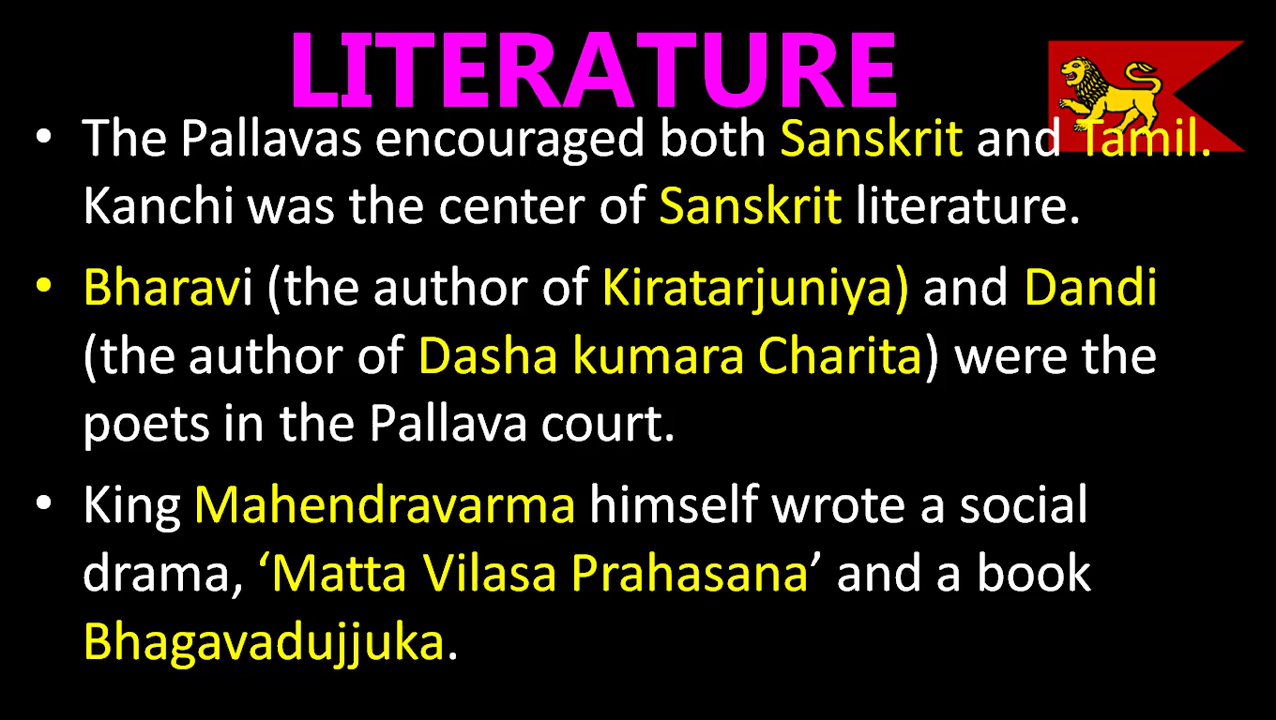 LITERATURE
• The Pallavas encouraged both Sanskrit and Tamil.
Kanchi was the center of Sanskrit literature.
• Bharavi (the author of Kiratarjuniya) and Dandi
(the author of Dasha kumara Charita) were the
poets in the Pallava court.
• King Mahendravarma himself wrote a social
drama, ‘Matta Vilasa Prahasana’ and a book
Bhagavadujjuka.